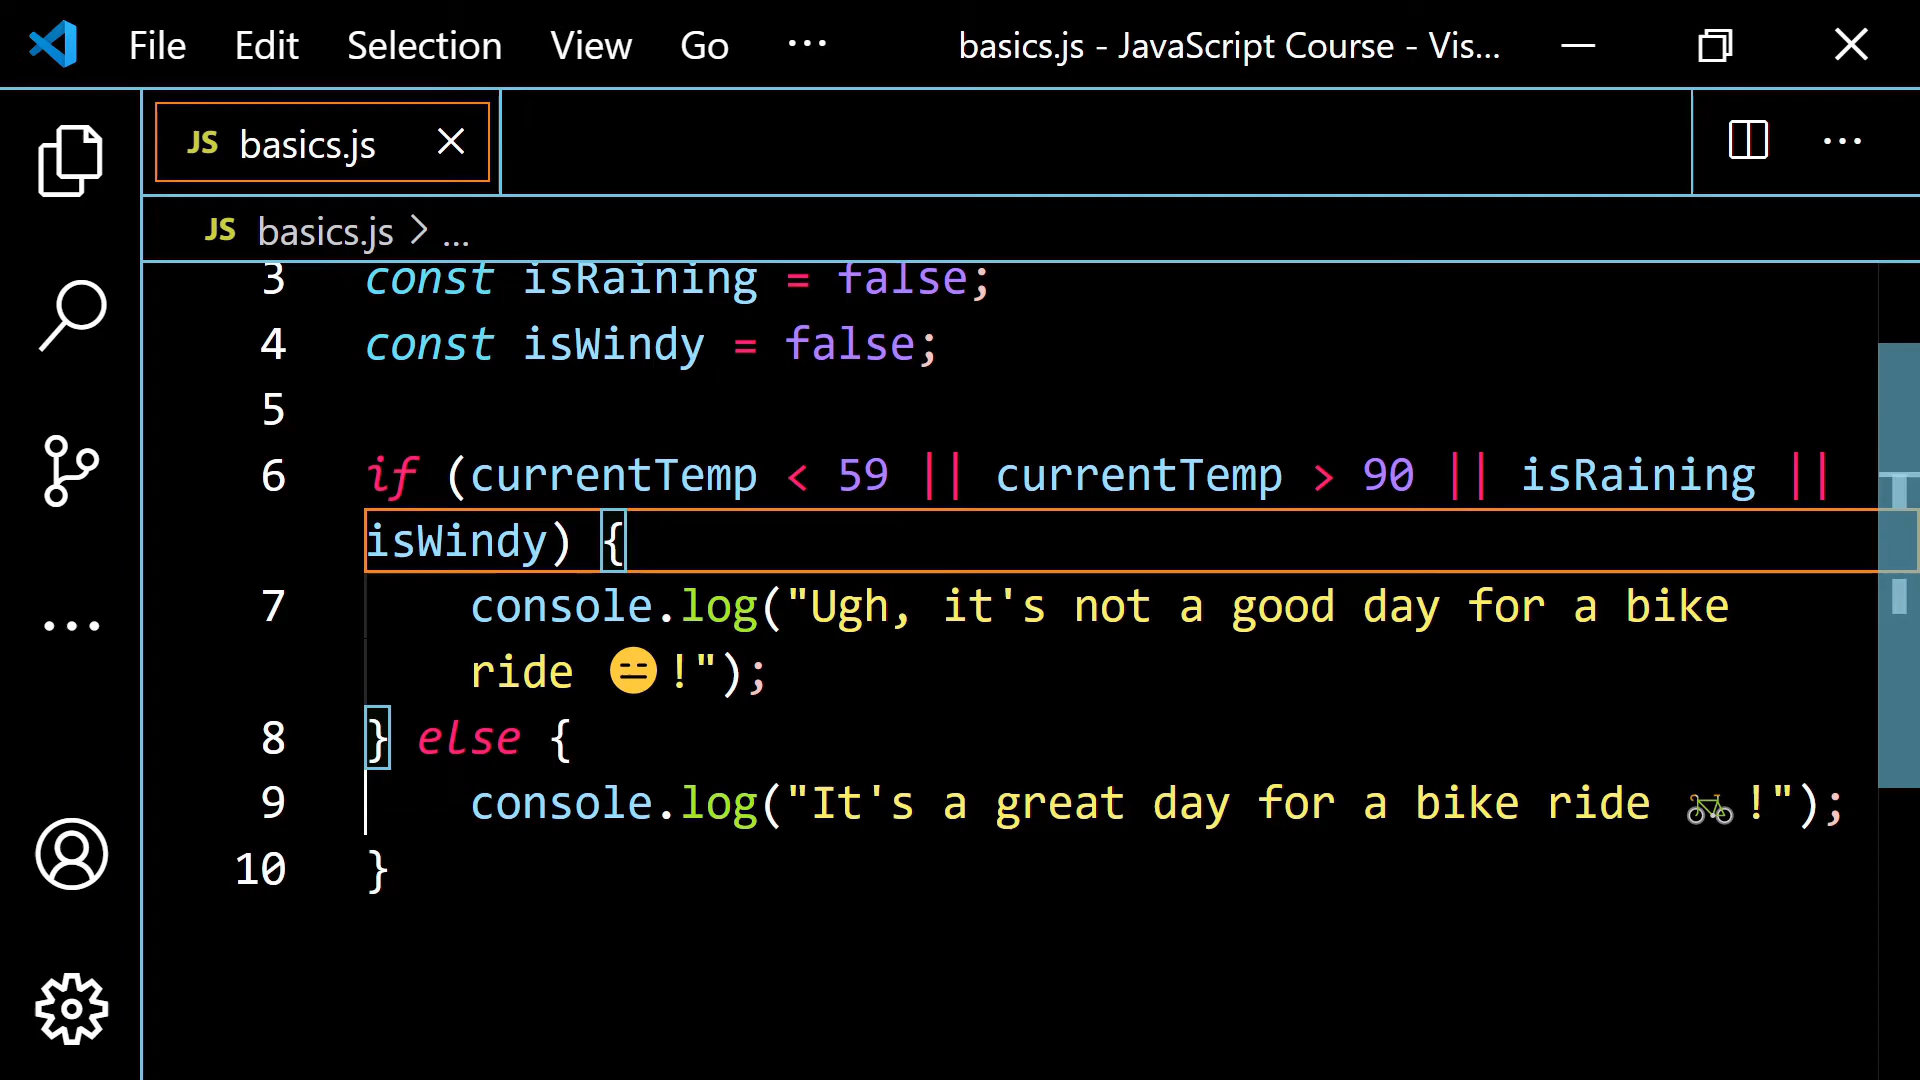 File Edit Selection View Go ··· basics.js - JavaScript Course - Vis...
JS basics.js
JS basics.js > ...
3 const isRaining = false;
4 const isWindy = false;
5
6 if (currentTemp < 59 || currentTemp > 90 || isRaining ||
isWindy) {
7 console.log("Ugh, it's not a good day for a bike
ride 😑!");
8 } else {
9 console.log("It's a great day for a bike ride 🚲!");
10 }